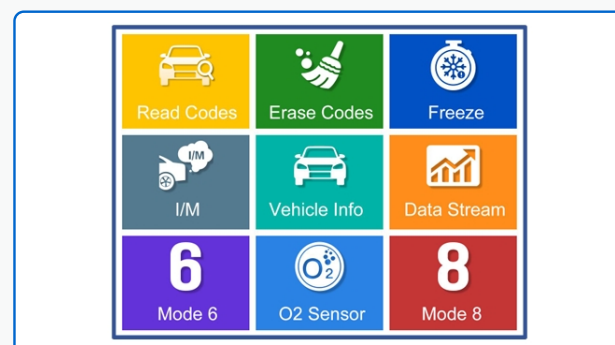 Read Codes
Erase Codes
Freeze
I/M
I/M
Vehicle Info
Data Stream
6
Mode 6
O2
O2 Sensor
8
Mode 8